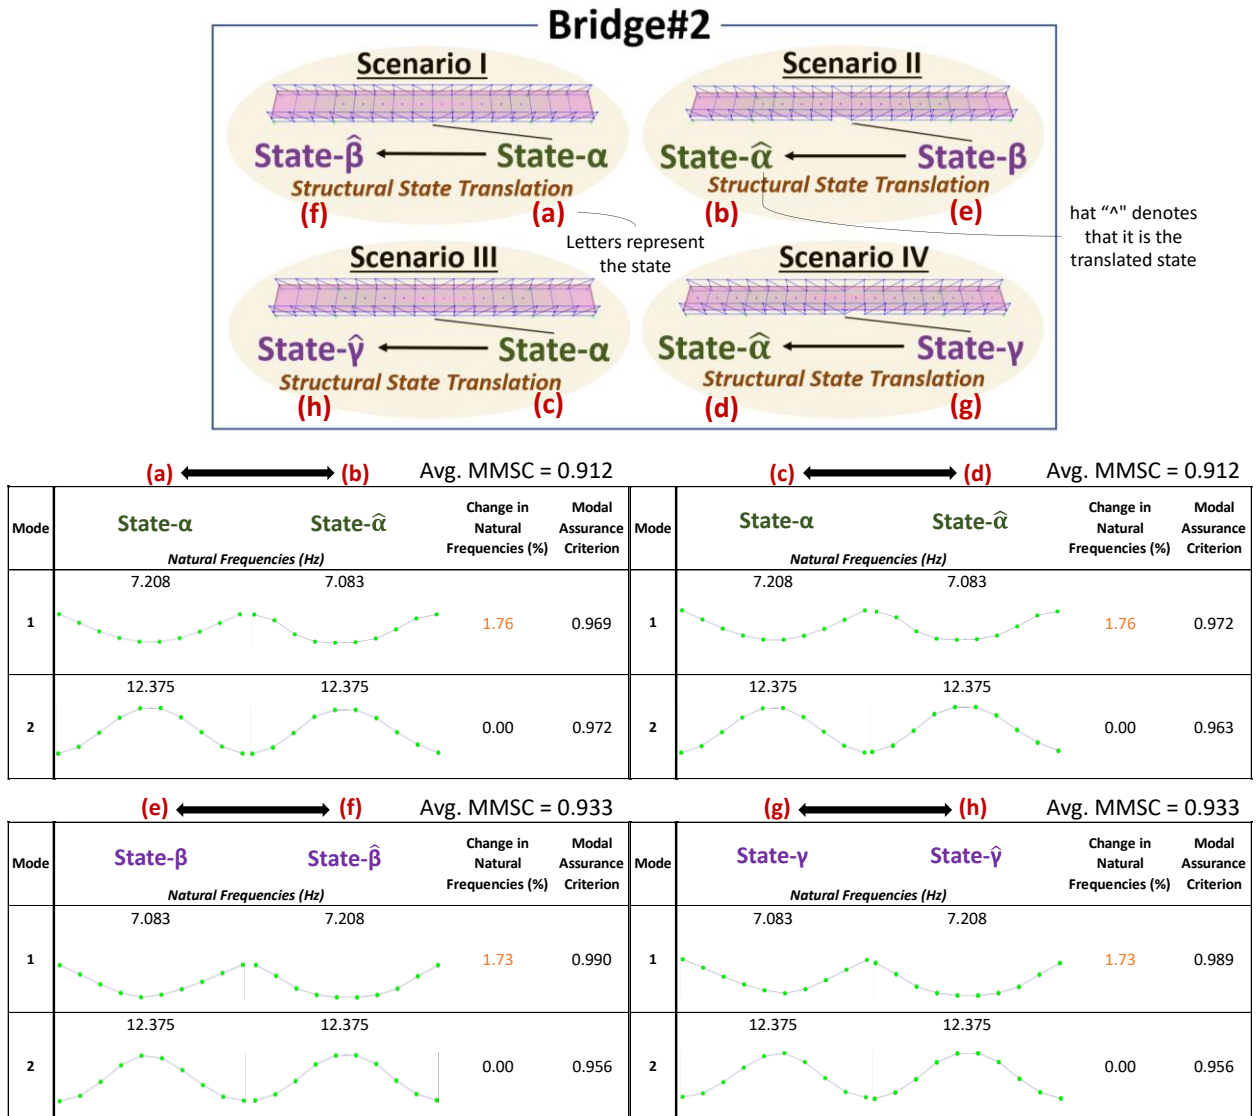 Bridge#2
Scenario I
State-β̂ State-α
Structural State Translation
(f) (a)
Scenario II
State-α̂ State-β
Structural State Translation
(b) (e)
Letters represent
the state
hat “^" denotes
that it is the
translated state
Scenario III
State-γ̂ State-α
Structural State Translation
(h) (c)
Scenario IV
State-α̂ State-γ
Structural State Translation
(d) (g)
(a) (b) Avg. MMSC = 0.912
Mode State-α State-α̂ Change in Natural Frequencies (%) Modal Assurance Criterion
Natural Frequencies (Hz)
7.208 7.083
1 1.76 0.969
12.375 12.375
2 0.00 0.972
(c) (d) Avg. MMSC = 0.912
Mode State-α State-α̂ Change in Natural Frequencies (%) Modal Assurance Criterion
Natural Frequencies (Hz)
7.208 7.083
1 1.76 0.972
12.375 12.375
2 0.00 0.963
(e) (f) Avg. MMSC = 0.933
Mode State-β State-β̂ Change in Natural Frequencies (%) Modal Assurance Criterion
Natural Frequencies (Hz)
7.083 7.208
1 1.73 0.990
12.375 12.375
2 0.00 0.956
(g) (h) Avg. MMSC = 0.933
Mode State-γ State-γ̂ Change in Natural Frequencies (%) Modal Assurance Criterion
Natural Frequencies (Hz)
7.083 7.208
1 1.73 0.989
12.375 12.375
2 0.00 0.956